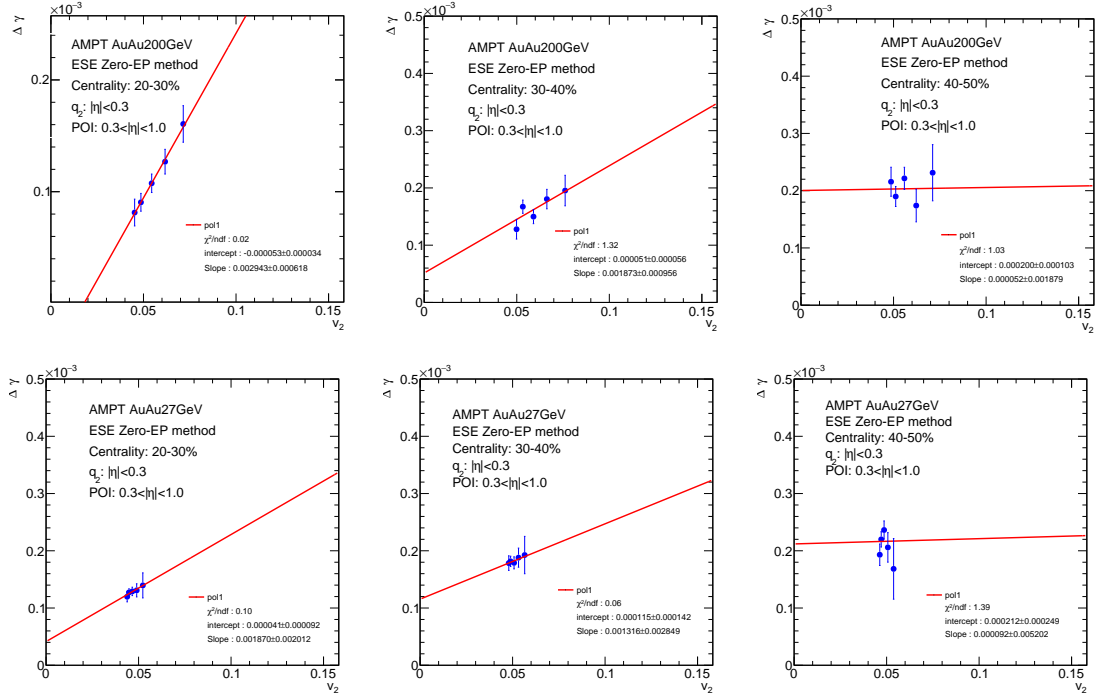 ×10⁻³
Δ γ
AMPT AuAu200GeV
ESE Zero-EP method
Centrality: 20-30%
q₂: |η|<0.3
POI: 0.3<|η|<1.0
0.2
0.1
pol1
χ²/ndf : 0.02
intercept : -0.000053±0.000034
Slope : 0.002943±0.000618
0 0.05 0.1 0.15
v₂
×10⁻³
Δ γ
0.5
AMPT AuAu200GeV
ESE Zero-EP method
Centrality: 30-40%
q₂: |η|<0.3
POI: 0.3<|η|<1.0
0.4
0.3
0.2
0.1
0
pol1
χ²/ndf : 1.32
intercept : 0.000051±0.000056
Slope : 0.001873±0.000956
0 0.05 0.1 0.15
v₂
×10⁻³
Δ γ
0.5
AMPT AuAu200GeV
ESE Zero-EP method
Centrality: 40-50%
q₂: |η|<0.3
POI: 0.3<|η|<1.0
0.4
0.3
0.2
0.1
0
pol1
χ²/ndf : 1.03
intercept : 0.000200±0.000103
Slope : 0.000052±0.001879
0 0.05 0.1 0.15
v₂
×10⁻³
Δ γ
0.5
AMPT AuAu27GeV
ESE Zero-EP method
Centrality: 20-30%
q₂: |η|<0.3
POI: 0.3<|η|<1.0
0.4
0.3
0.2
0.1
0
pol1
χ²/ndf : 0.10
intercept : 0.000041±0.000092
Slope : 0.001870±0.002012
0 0.05 0.1 0.15
v₂
×10⁻³
Δ γ
0.5
AMPT AuAu27GeV
ESE Zero-EP method
Centrality: 30-40%
q₂: |η|<0.3
POI: 0.3<|η|<1.0
0.4
0.3
0.2
0.1
0
pol1
χ²/ndf : 0.06
intercept : 0.000115±0.000142
Slope : 0.001316±0.002849
0 0.05 0.1 0.15
v₂
×10⁻³
Δ γ
0.5
AMPT AuAu27GeV
ESE Zero-EP method
Centrality: 40-50%
q₂: |η|<0.3
POI: 0.3<|η|<1.0
0.4
0.3
0.2
0.1
0
pol1
χ²/ndf : 1.39
intercept : 0.000212±0.000249
Slope : 0.000092±0.005202
0 0.05 0.1 0.15
v₂